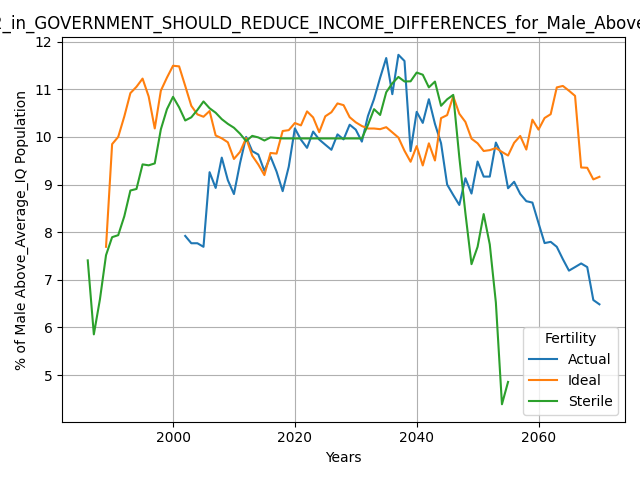 _in_GOVERNMENT_SHOULD_REDUCE_INCOME_DIFFERENCES_for_Male_Above
12
11
10
9
8
7
6
5
% of Male Above_Average_IQ Population
2000 2020 2040 2060
Years
Fertility
Actual
Ideal
Sterile